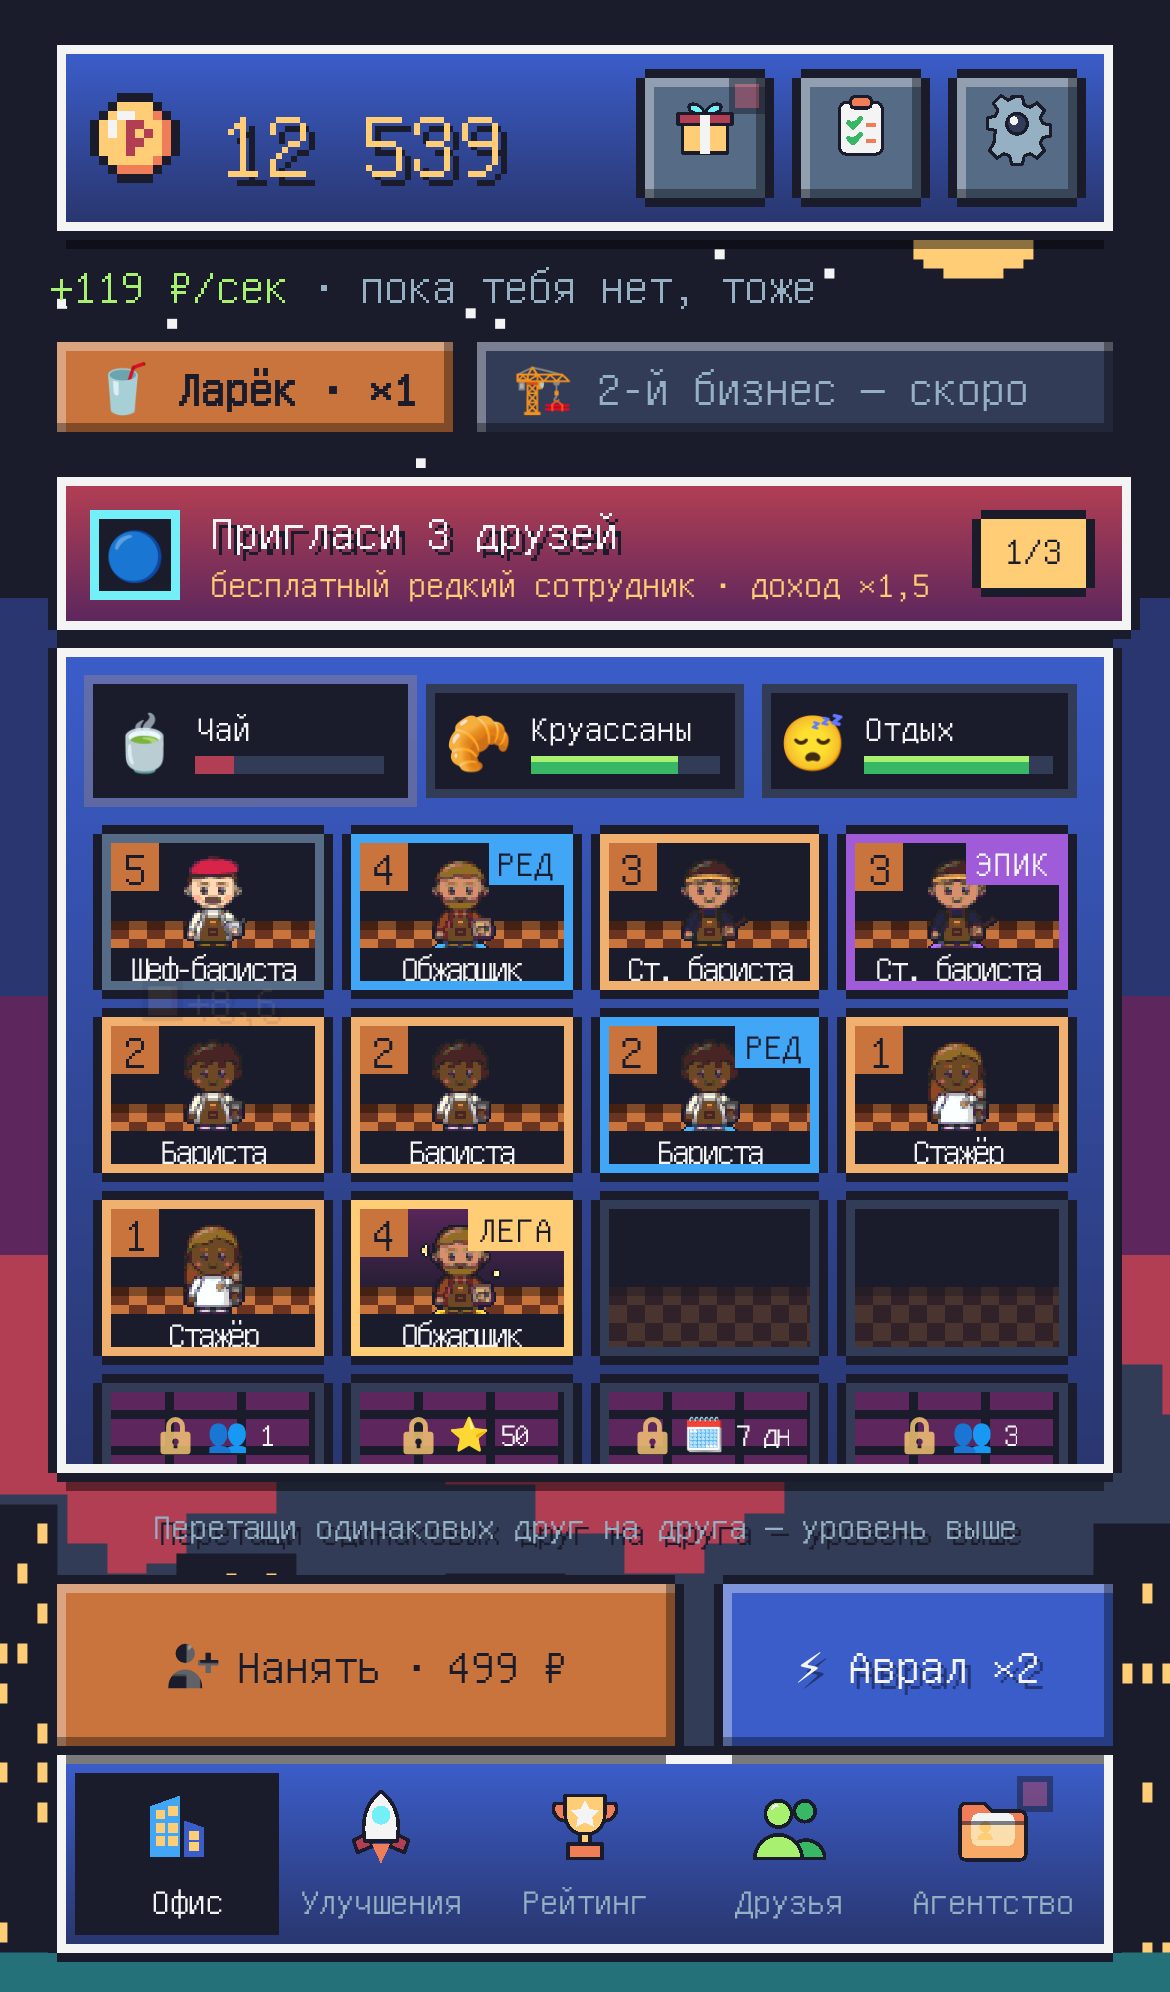 12 539
+119 ₽/сек · пока тебя нет, тоже
Ларёк · ×1
2-й бизнес — скоро
Пригласи 3 друзей
бесплатный редкий сотрудник · доход ×1,5
1/3
Чай
Круассаны
Отдых
5
4 РЕД
3
3 ЭПИК
Шеф-бариста
Обжарщик
Ст. бариста
Ст. бариста
+8,6
2
2
2 РЕД
1
Бариста
Бариста
Бариста
Стажёр
1
4 ЛЕГА
Стажёр
Обжарщик
1
50
7 дн
3
Перетащи одинаковых друг на друга — уровень выше
Нанять · 499 ₽
Аврал ×2
Офис
Улучшения
Рейтинг
Друзья
Агентство